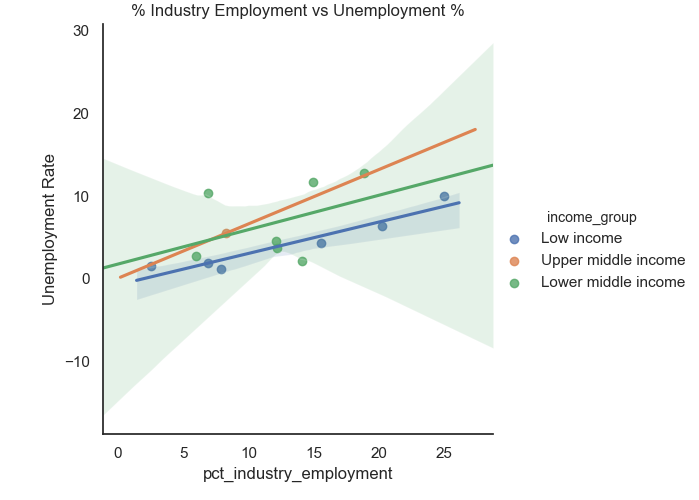 % Industry Employment vs Unemployment %
30
20
10
0
−10
Unemployment Rate
0 5 10 15 20 25
pct_industry_employment
income_group
Low income
Upper middle income
Lower middle income